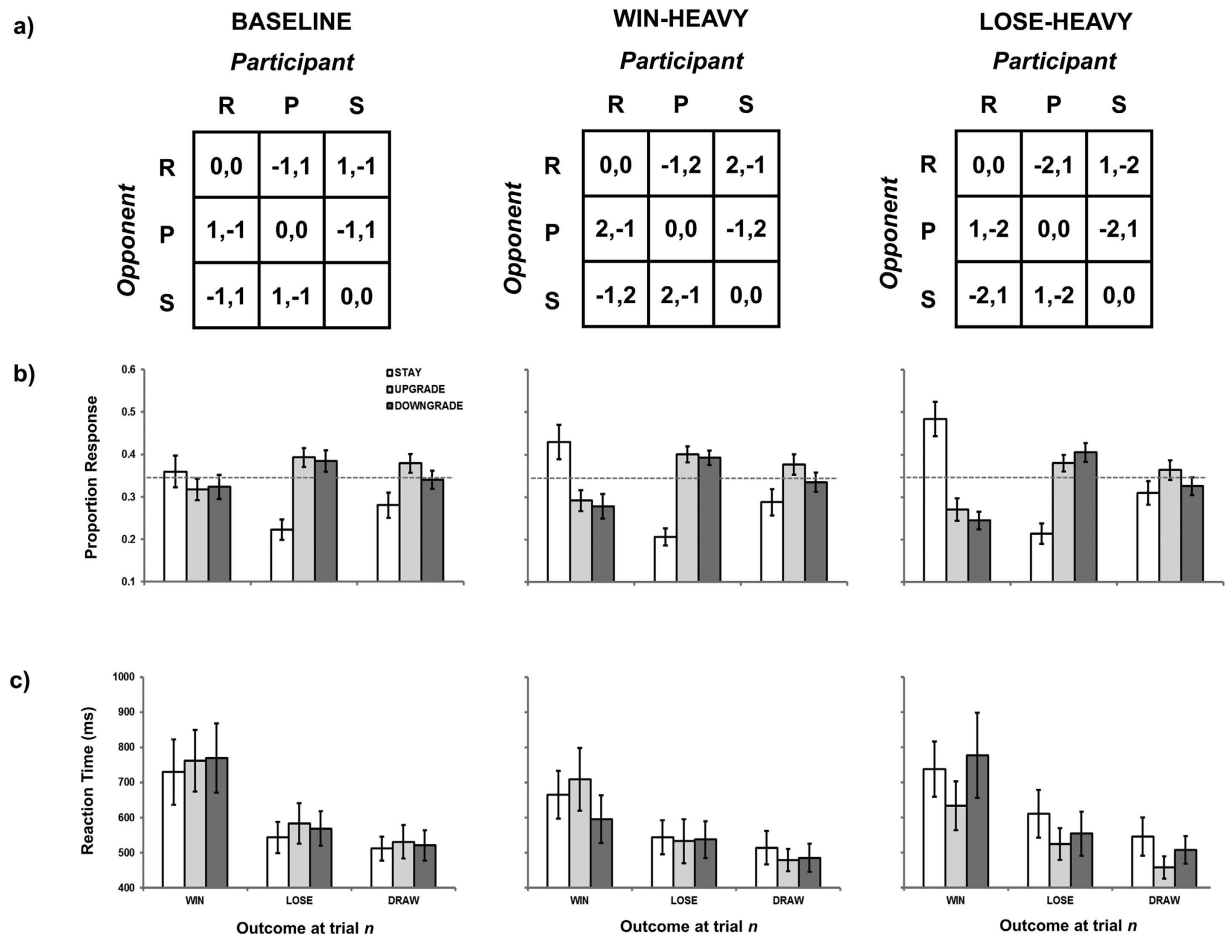 a)
BASELINE
WIN-HEAVY
LOSE-HEAVY
Participant
Participant
Participant
R P S
R P S
R P S
Opponent
R 0,0 -1,1 1,-1
P 1,-1 0,0 -1,1
S -1,1 1,-1 0,0
Opponent
R 0,0 -1,2 2,-1
P 2,-1 0,0 -1,2
S -1,2 2,-1 0,0
Opponent
R 0,0 -2,1 1,-2
P 1,-2 0,0 -2,1
S -2,1 1,-2 0,0
b)
Proportion Response
0.6
0.5
0.4
0.3
0.2
0.1
STAY
UPGRADE
DOWNGRADE
c)
Reaction Time (ms)
1000
900
800
700
600
500
400
WIN LOSE DRAW
WIN LOSE DRAW
WIN LOSE DRAW
Outcome at trial n
Outcome at trial n
Outcome at trial n